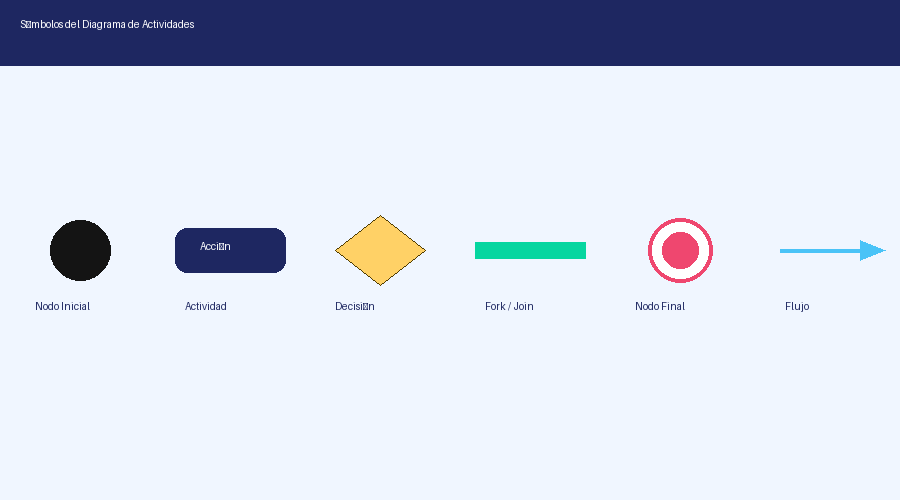 S▯mbolos del Diagrama de Actividades
Acci▯n
Nodo Inicial
Actividad
Decisi▯n
Fork / Join
Nodo Final
Flujo